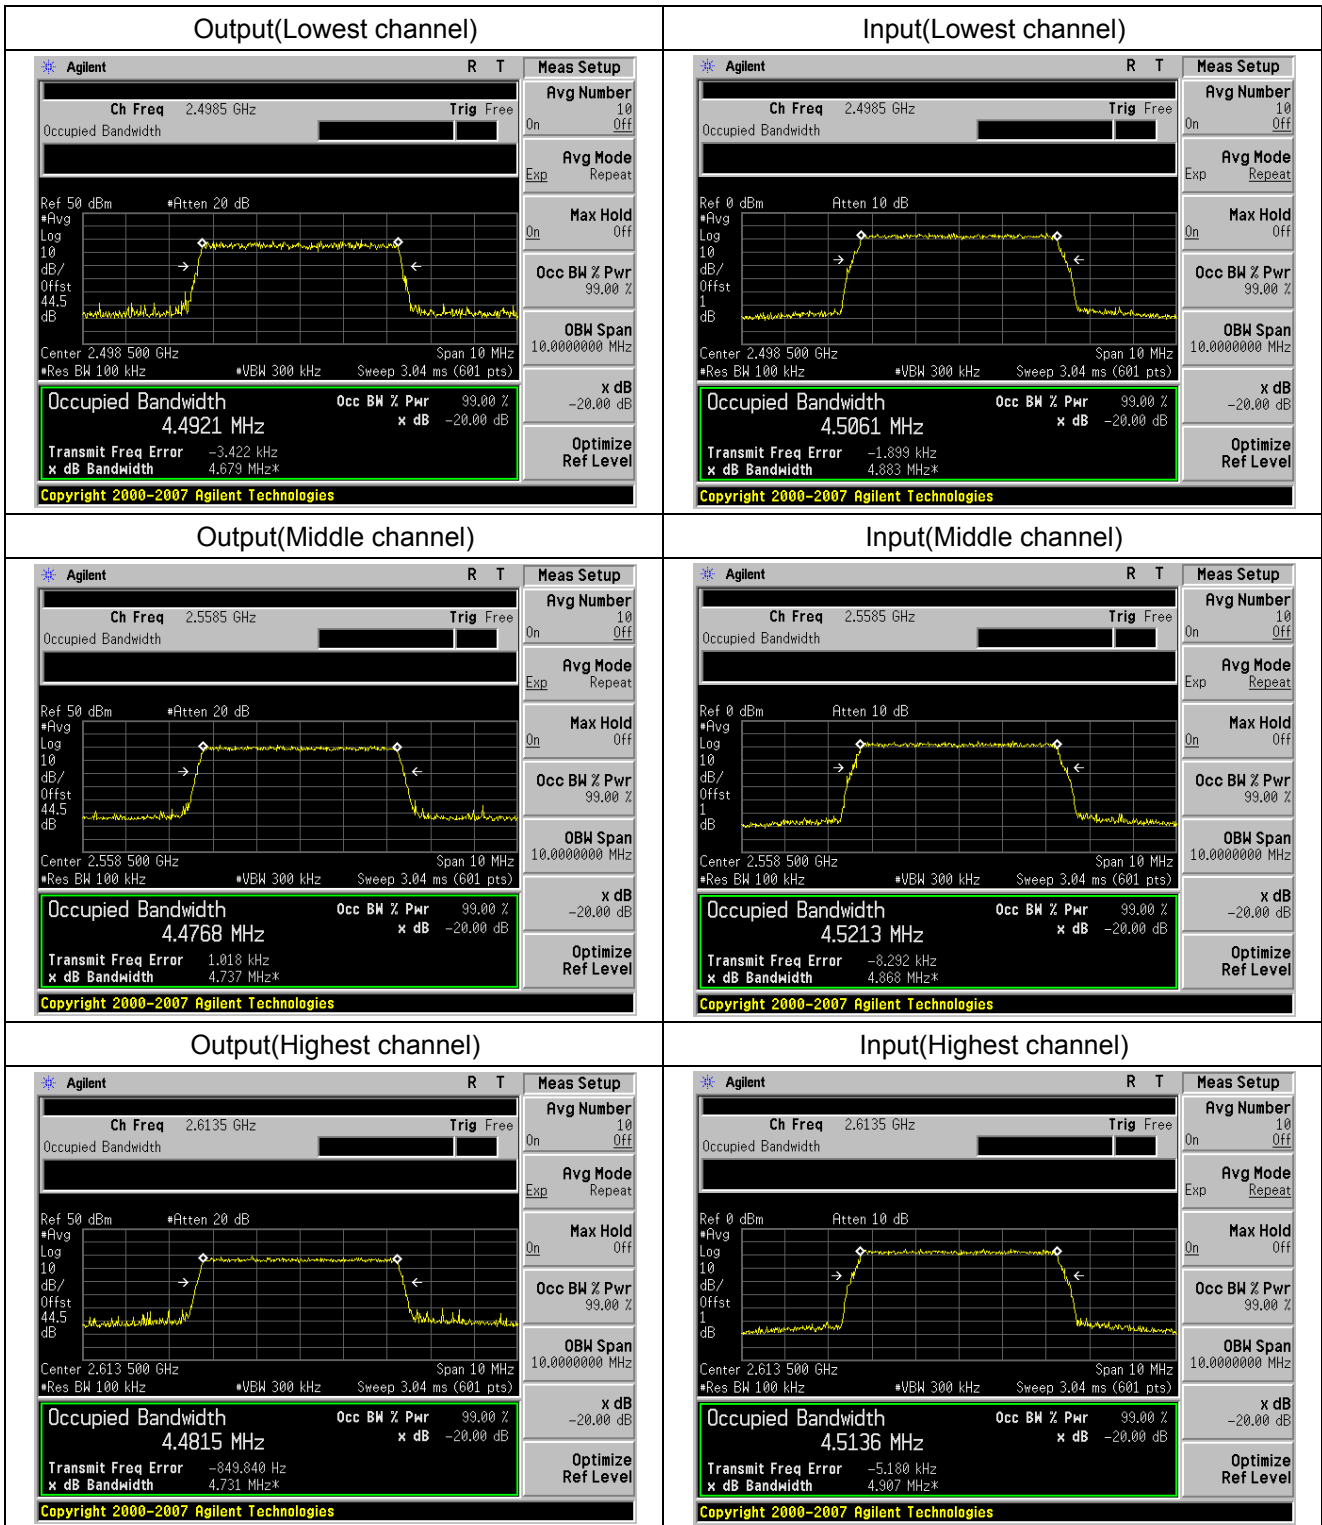 Output(Lowest channel)
Input(Lowest channel)
Agilent R T Meas Setup
Ch Freq 2.4985 GHz Trig Free
Occupied Bandwidth
Avg Number
10
On Off
Avg Mode
Exp Repeat
Ref 50 dBm #Atten 20 dB
#Avg
Log
10
dB/
Offst
44.5
dB
Max Hold
On Off
Occ BW % Pwr
99.00 %
OBW Span
10.0000000 MHz
Center 2.498 500 GHz Span 10 MHz
#Res BW 100 kHz #VBW 300 kHz Sweep 3.04 ms (601 pts)
Occupied Bandwidth Occ BW % Pwr 99.00 %
4.4921 MHz x dB -20.00 dB
Transmit Freq Error -3.422 kHz
x dB Bandwidth 4.679 MHz*
x dB
-20.00 dB
Optimize
Ref Level
Copyright 2000-2007 Agilent Technologies
Agilent R T Meas Setup
Ch Freq 2.4985 GHz Trig Free
Occupied Bandwidth
Avg Number
10
On Off
Avg Mode
Exp Repeat
Ref 0 dBm Atten 10 dB
#Avg
Log
10
dB/
Offst
1
dB
Max Hold
On Off
Occ BW % Pwr
99.00 %
OBW Span
10.0000000 MHz
Center 2.498 500 GHz Span 10 MHz
#Res BW 100 kHz #VBW 300 kHz Sweep 3.04 ms (601 pts)
Occupied Bandwidth Occ BW % Pwr 99.00 %
4.5061 MHz x dB -20.00 dB
Transmit Freq Error -1.899 kHz
x dB Bandwidth 4.883 MHz*
x dB
-20.00 dB
Optimize
Ref Level
Copyright 2000-2007 Agilent Technologies
Output(Middle channel)
Input(Middle channel)
Agilent R T Meas Setup
Ch Freq 2.5585 GHz Trig Free
Occupied Bandwidth
Avg Number
10
On Off
Avg Mode
Exp Repeat
Ref 50 dBm #Atten 20 dB
#Avg
Log
10
dB/
Offst
44.5
dB
Max Hold
On Off
Occ BW % Pwr
99.00 %
OBW Span
10.0000000 MHz
Center 2.558 500 GHz Span 10 MHz
#Res BW 100 kHz #VBW 300 kHz Sweep 3.04 ms (601 pts)
Occupied Bandwidth Occ BW % Pwr 99.00 %
4.4768 MHz x dB -20.00 dB
Transmit Freq Error 1.018 kHz
x dB Bandwidth 4.737 MHz*
x dB
-20.00 dB
Optimize
Ref Level
Copyright 2000-2007 Agilent Technologies
Agilent R T Meas Setup
Ch Freq 2.5585 GHz Trig Free
Occupied Bandwidth
Avg Number
10
On Off
Avg Mode
Exp Repeat
Ref 0 dBm Atten 10 dB
#Avg
Log
10
dB/
Offst
1
dB
Max Hold
On Off
Occ BW % Pwr
99.00 %
OBW Span
10.0000000 MHz
Center 2.558 500 GHz Span 10 MHz
#Res BW 100 kHz #VBW 300 kHz Sweep 3.04 ms (601 pts)
Occupied Bandwidth Occ BW % Pwr 99.00 %
4.5213 MHz x dB -20.00 dB
Transmit Freq Error -8.292 kHz
x dB Bandwidth 4.868 MHz*
x dB
-20.00 dB
Optimize
Ref Level
Copyright 2000-2007 Agilent Technologies
Output(Highest channel)
Input(Highest channel)
Agilent R T Meas Setup
Ch Freq 2.6135 GHz Trig Free
Occupied Bandwidth
Avg Number
10
On Off
Avg Mode
Exp Repeat
Ref 50 dBm #Atten 20 dB
#Avg
Log
10
dB/
Offst
44.5
dB
Max Hold
On Off
Occ BW % Pwr
99.00 %
OBW Span
10.0000000 MHz
Center 2.613 500 GHz Span 10 MHz
#Res BW 100 kHz #VBW 300 kHz Sweep 3.04 ms (601 pts)
Occupied Bandwidth Occ BW % Pwr 99.00 %
4.4815 MHz x dB -20.00 dB
Transmit Freq Error -849.840 Hz
x dB Bandwidth 4.731 MHz*
x dB
-20.00 dB
Optimize
Ref Level
Copyright 2000-2007 Agilent Technologies
Agilent R T Meas Setup
Ch Freq 2.6135 GHz Trig Free
Occupied Bandwidth
Avg Number
10
On Off
Avg Mode
Exp Repeat
Ref 0 dBm Atten 10 dB
#Avg
Log
10
dB/
Offst
1
dB
Max Hold
On Off
Occ BW % Pwr
99.00 %
OBW Span
10.0000000 MHz
Center 2.613 500 GHz Span 10 MHz
#Res BW 100 kHz #VBW 300 kHz Sweep 3.04 ms (601 pts)
Occupied Bandwidth Occ BW % Pwr 99.00 %
4.5136 MHz x dB -20.00 dB
Transmit Freq Error -5.180 kHz
x dB Bandwidth 4.907 MHz*
x dB
-20.00 dB
Optimize
Ref Level
Copyright 2000-2007 Agilent Technologies